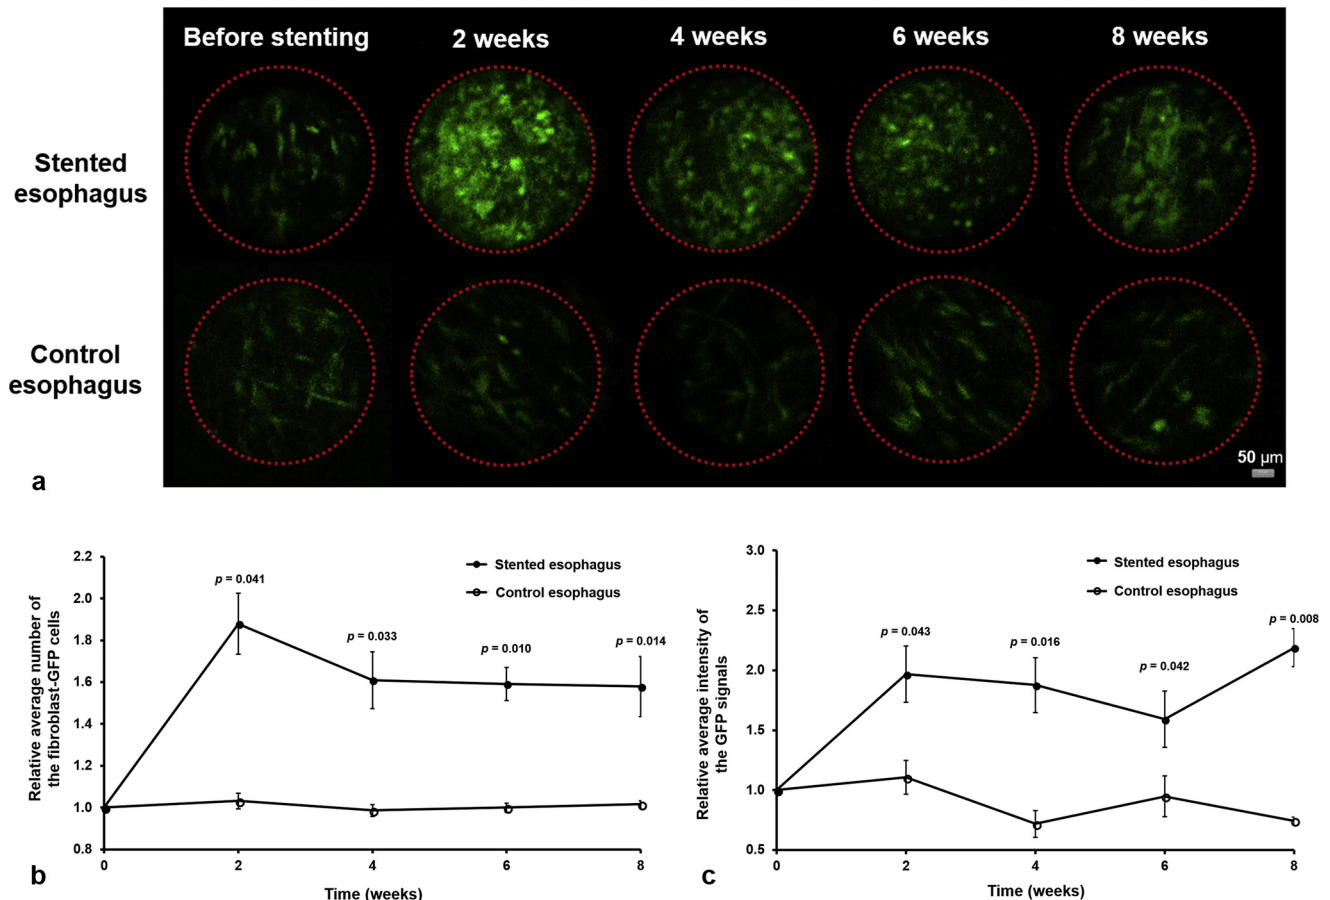 Before stenting 2 weeks 4 weeks 6 weeks 8 weeks
Stented
esophagus
Control
esophagus
50 µm
a
2.2
2.0
1.8
1.6
1.4
1.2
1.0
0.8
Relative average number of
the fibroblast-GFP cells
p = 0.041
p = 0.033
p = 0.010
p = 0.014
Stented esophagus
Control esophagus
0 2 4 6 8
Time (weeks)
b
3.0
2.5
2.0
1.5
1.0
0.5
Relative average intensity of
the GFP signals
p = 0.043
p = 0.016
p = 0.042
p = 0.008
Stented esophagus
Control esophagus
0 2 4 6 8
Time (weeks)
c